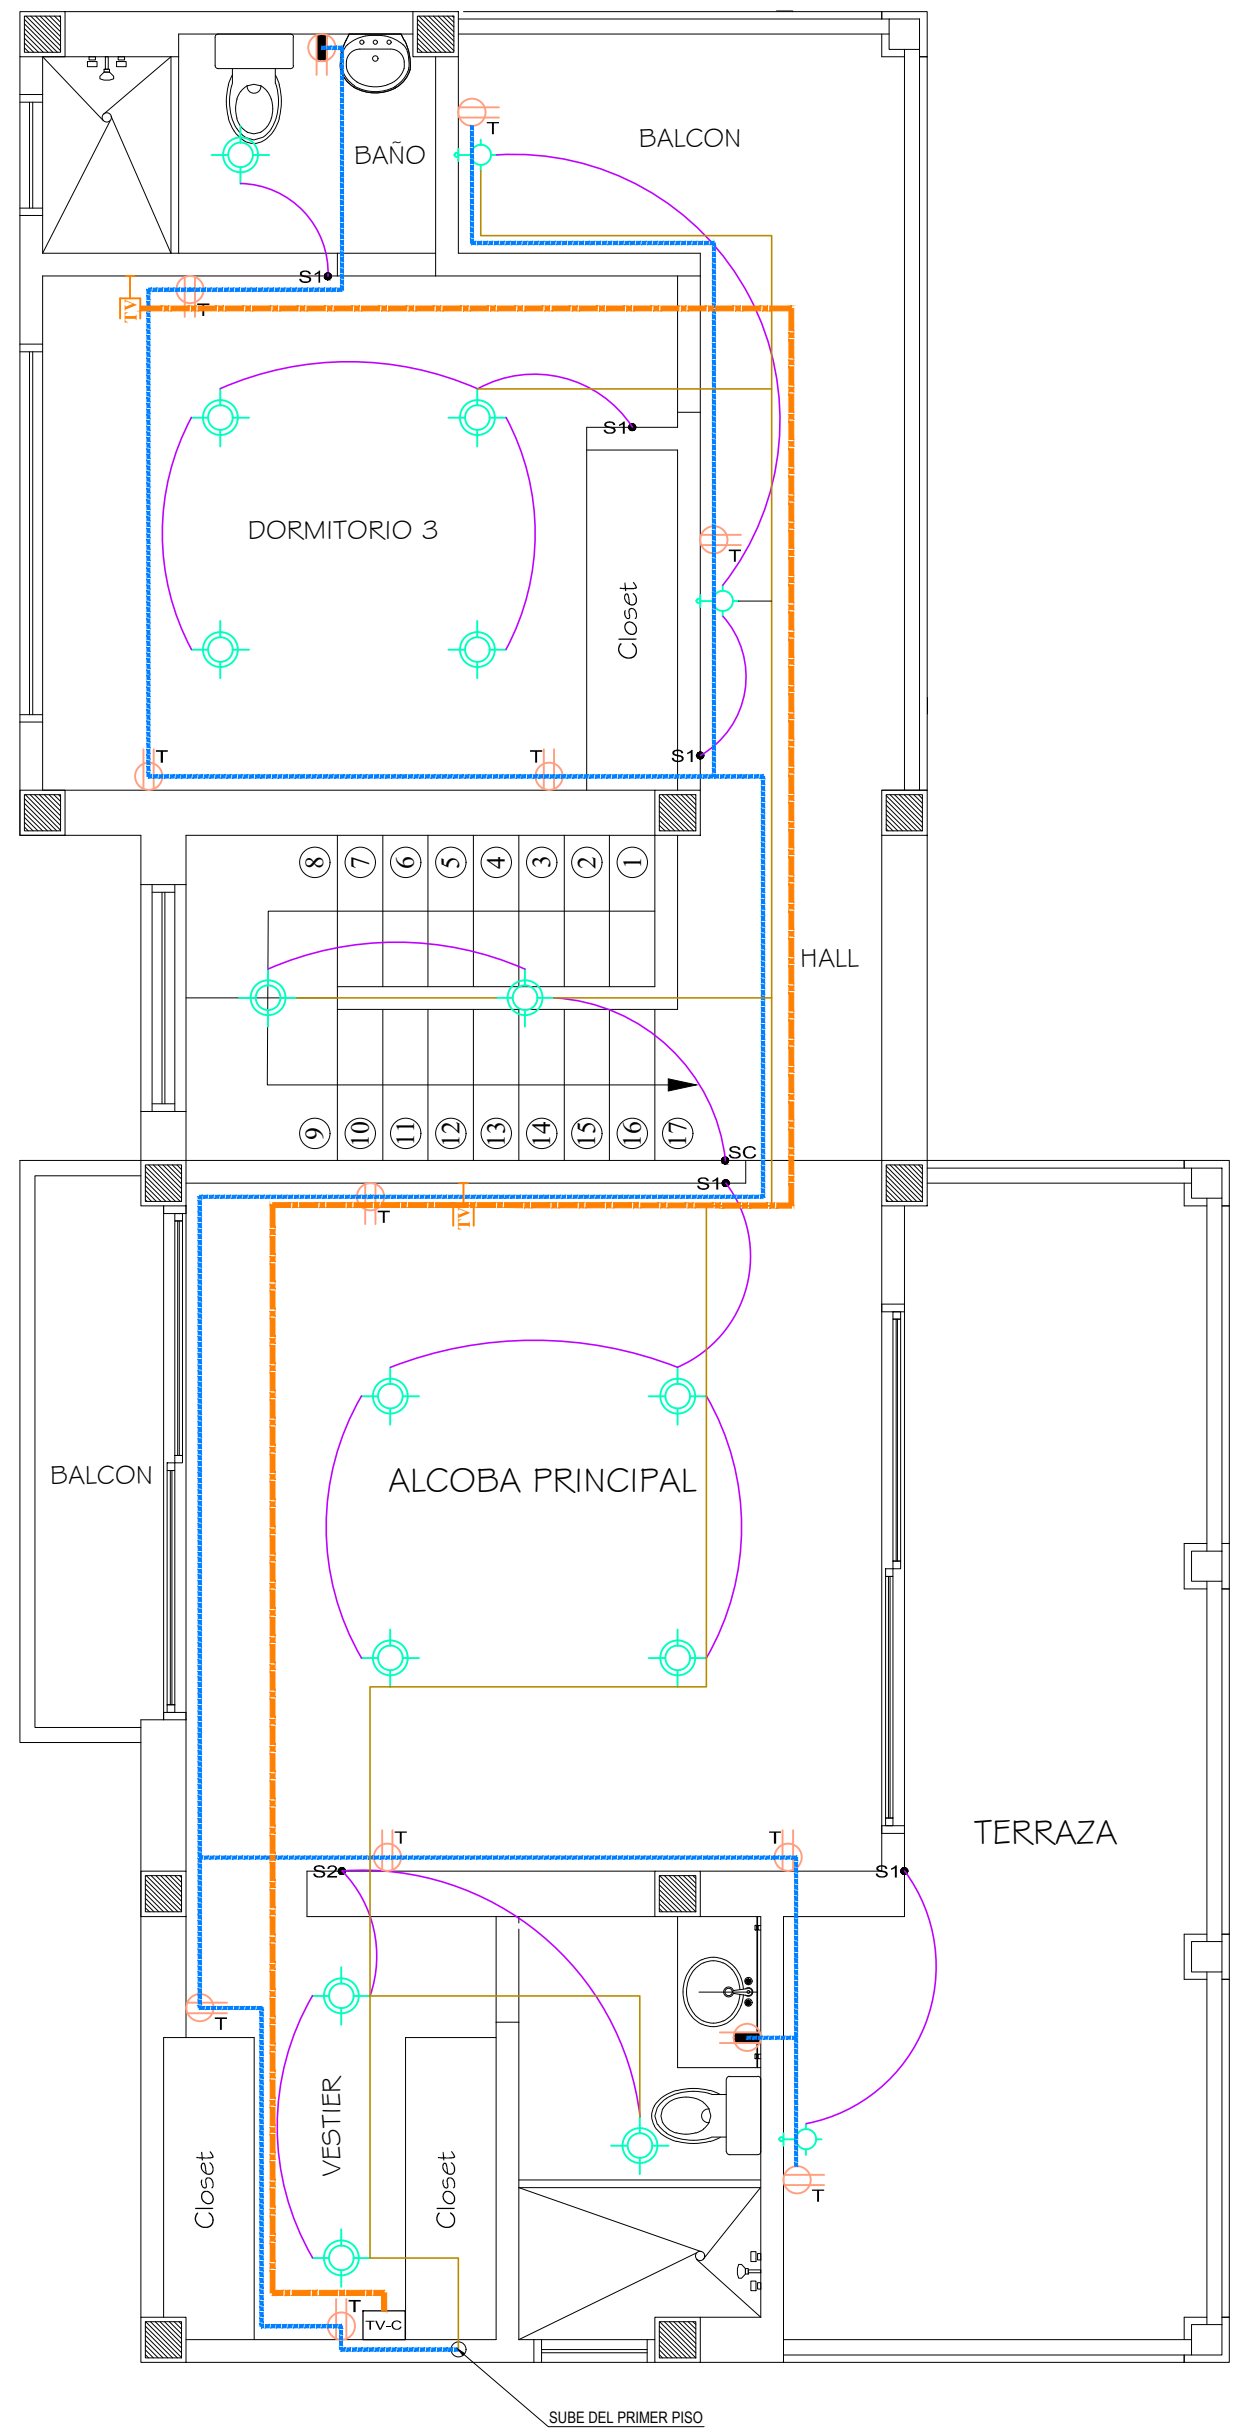 BALCON
BAÑO
T
S1
TV
T
S1
DORMITORIO 3
T
Closet
S1
T
T
8
7
6
5
4
3
2
1
HALL
9
10
11
12
13
14
15
16
17
SC
S1
T
TV
BALCON
ALCOBA PRINCIPAL
TERRAZA
T
T
S2
S1
T
VESTIER
Closet
Closet
T
T
TV-C
SUBE DEL PRIMER PISO